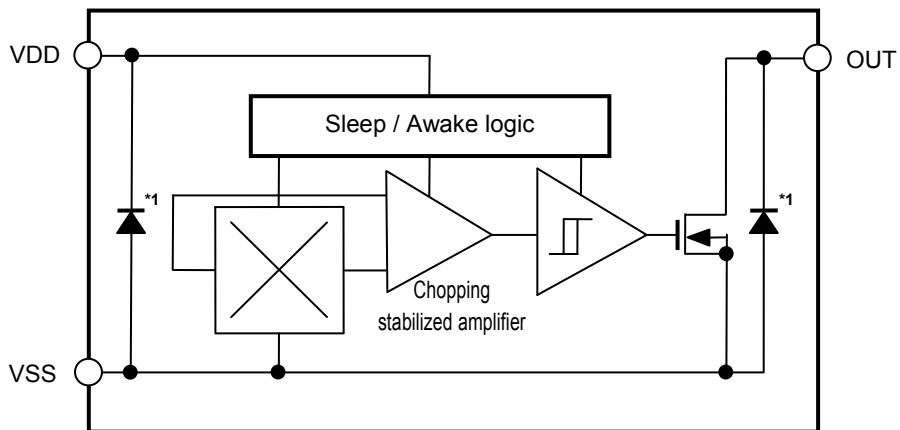 VDD
OUT
Sleep / Awake logic
*1
*1
Chopping
stabilized amplifier
VSS